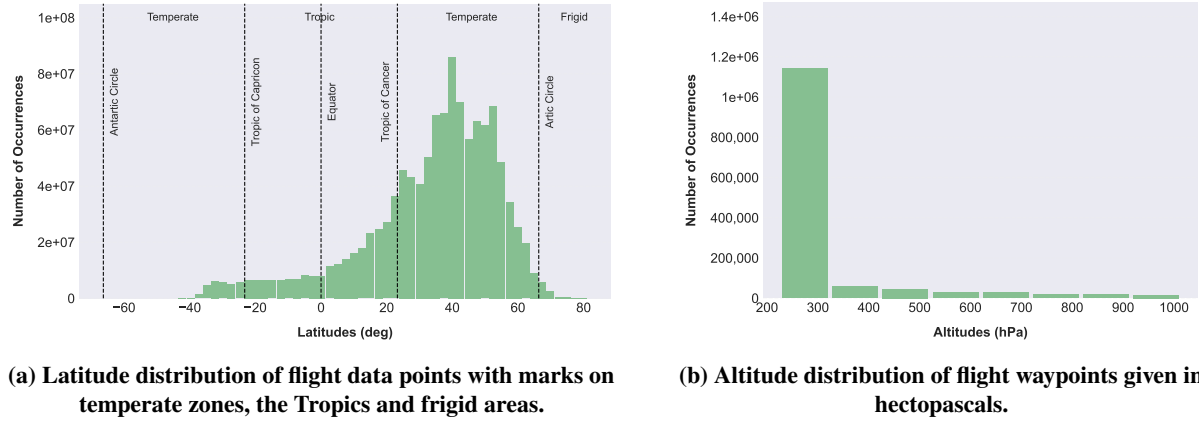 1e+08
8e+07
6e+07
4e+07
2e+07
0
Number of Occurrences
Temperate
Tropic
Temperate
Frigid
Antartic Circle
Tropic of Capricon
Equator
Tropic of Cancer
Artic Circle
−60
−40
−20
0
20
40
60
80
Latitudes (deg)
(a) Latitude distribution of flight data points with marks on
temperate zones, the Tropics and frigid areas.
1.4e+06
1.2e+06
1e+06
800,000
600,000
400,000
200,000
0
Number of Occurrences
200
300
400
500
600
700
800
900
1000
Altitudes (hPa)
(b) Altitude distribution of flight waypoints given in
hectopascals.